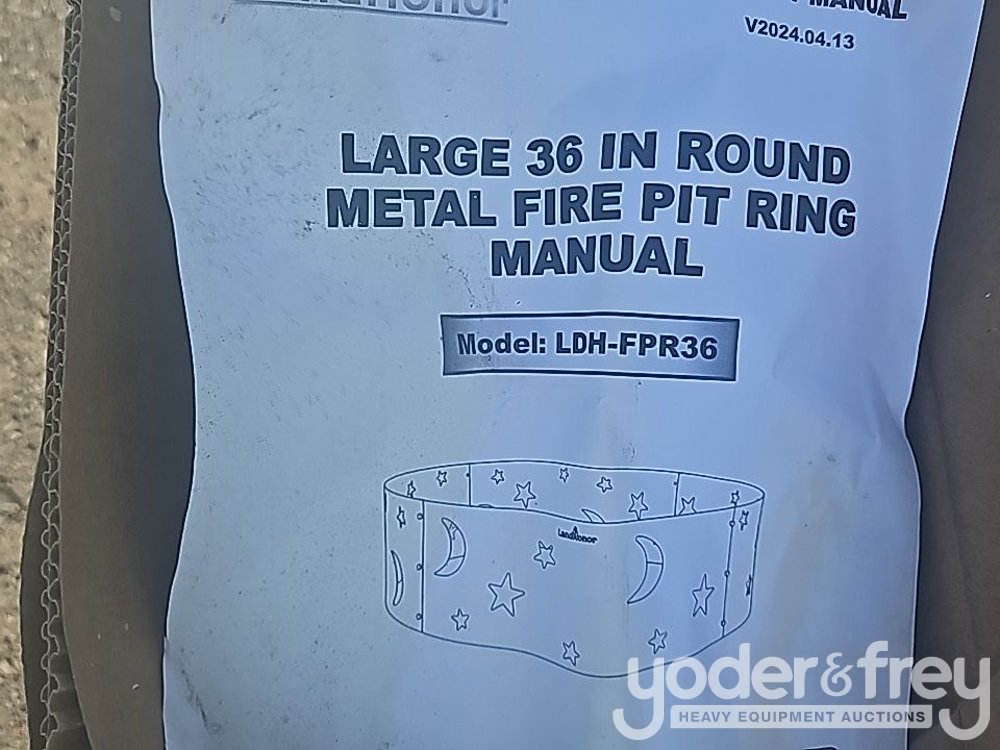 MANUAL
V2024.04.13
LARGE 36 IN ROUND
METAL FIRE PIT RING
MANUAL
Model: LDH-FPR36
landhonor
yoder&frey
HEAVY EQUIPMENT AUCTIONS